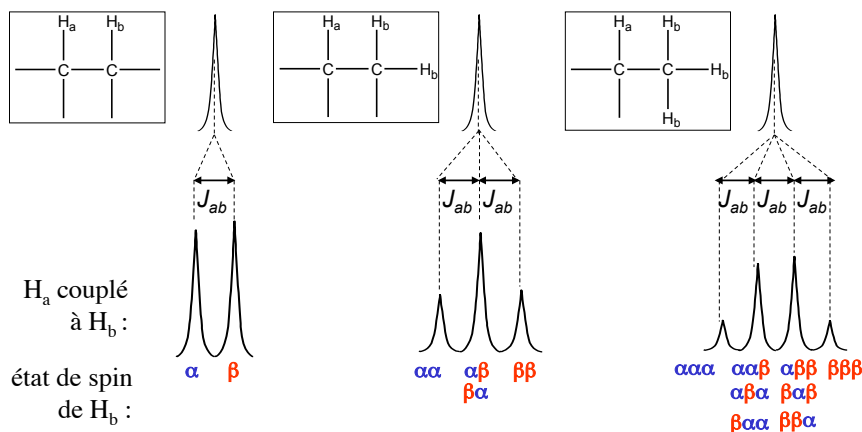 Ha Hb
C C
Ha Hb
C C Hb
Ha Hb
C C Hb
Hb
Jab
Jab Jab
Jab Jab Jab
Ha couplé
à Hb :
état de spin
de Hb :
α β
αα αβ ββ
βα
ααα ααβ αββ βββ
αβα βαβ
βαα ββα